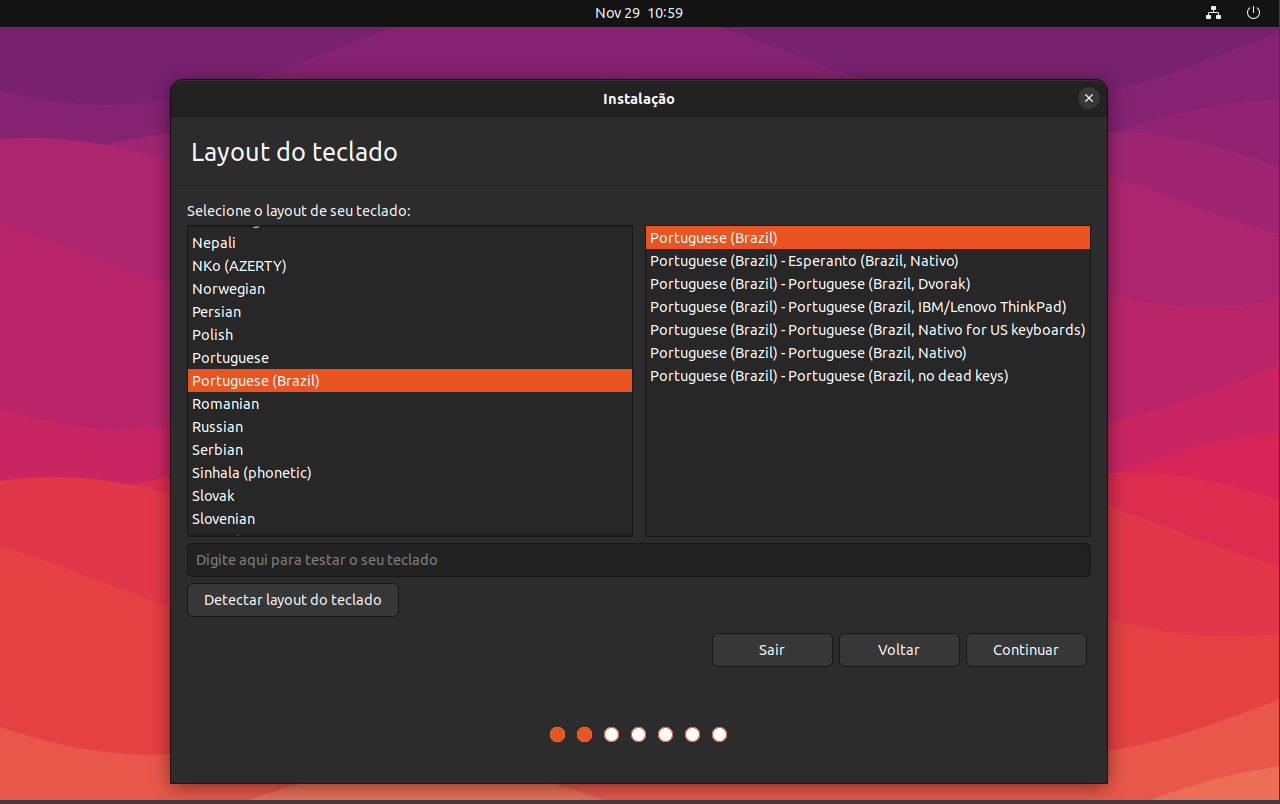 Nov 29 10:59
Instalação
Layout do teclado
Selecione o layout de seu teclado:
Nepali
NKo (AZERTY)
Norwegian
Persian
Polish
Portuguese
Portuguese (Brazil)
Romanian
Russian
Serbian
Sinhala (phonetic)
Slovak
Slovenian
Portuguese (Brazil)
Portuguese (Brazil) - Esperanto (Brazil, Nativo)
Portuguese (Brazil) - Portuguese (Brazil, Dvorak)
Portuguese (Brazil) - Portuguese (Brazil, IBM/Lenovo ThinkPad)
Portuguese (Brazil) - Portuguese (Brazil, Nativo for US keyboards)
Portuguese (Brazil) - Portuguese (Brazil, Nativo)
Portuguese (Brazil) - Portuguese (Brazil, no dead keys)
Digite aqui para testar o seu teclado
Detectar layout do teclado
Sair
Voltar
Continuar